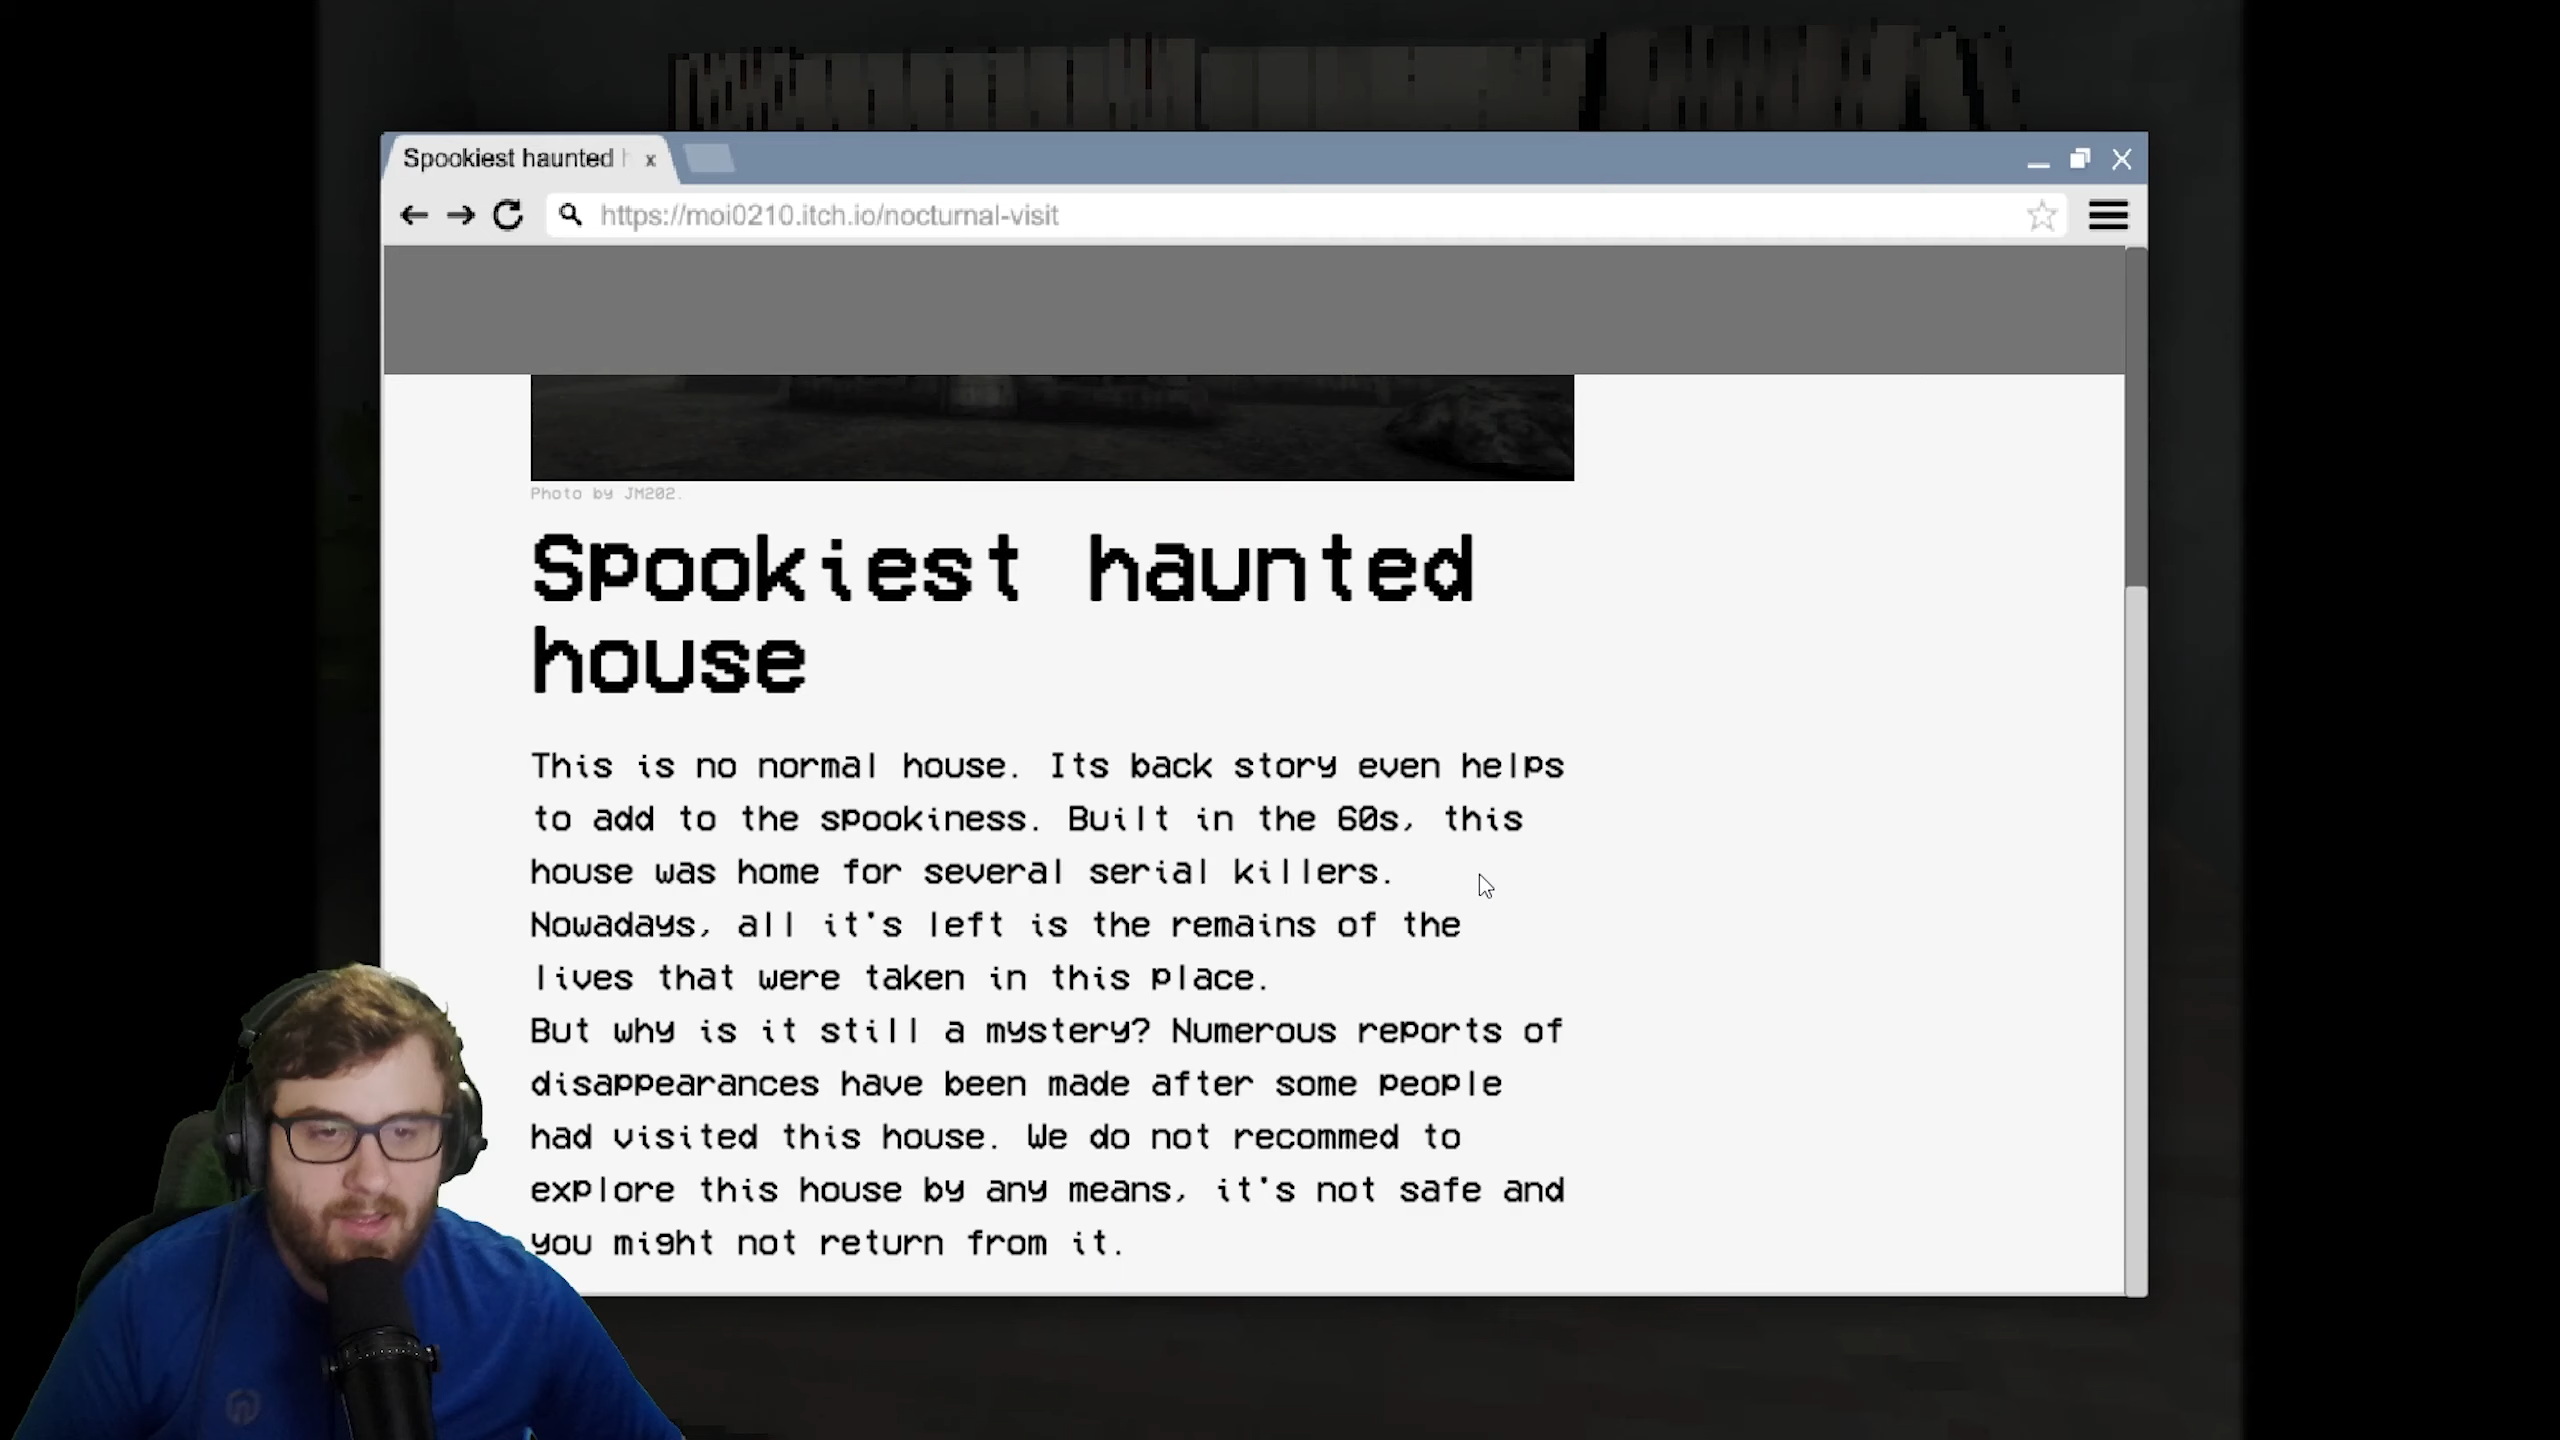 Spookiest haunted
x
https://moi0210.itch.io/nocturnal-visit
Photo by JM202.
Spookiest haunted
house
This is no normal house. Its back story even helps
to add to the spookiness. Built in the 60s, this
house was home for several serial killers.
Nowadays, all it's left is the remains of the
lives that were taken in this place.
But why is it still a mystery? Numerous reports of
disappearances have been made after some people
had visited this house. We do not recommed to
explore this house by any means, it's not safe and
you might not return from it.